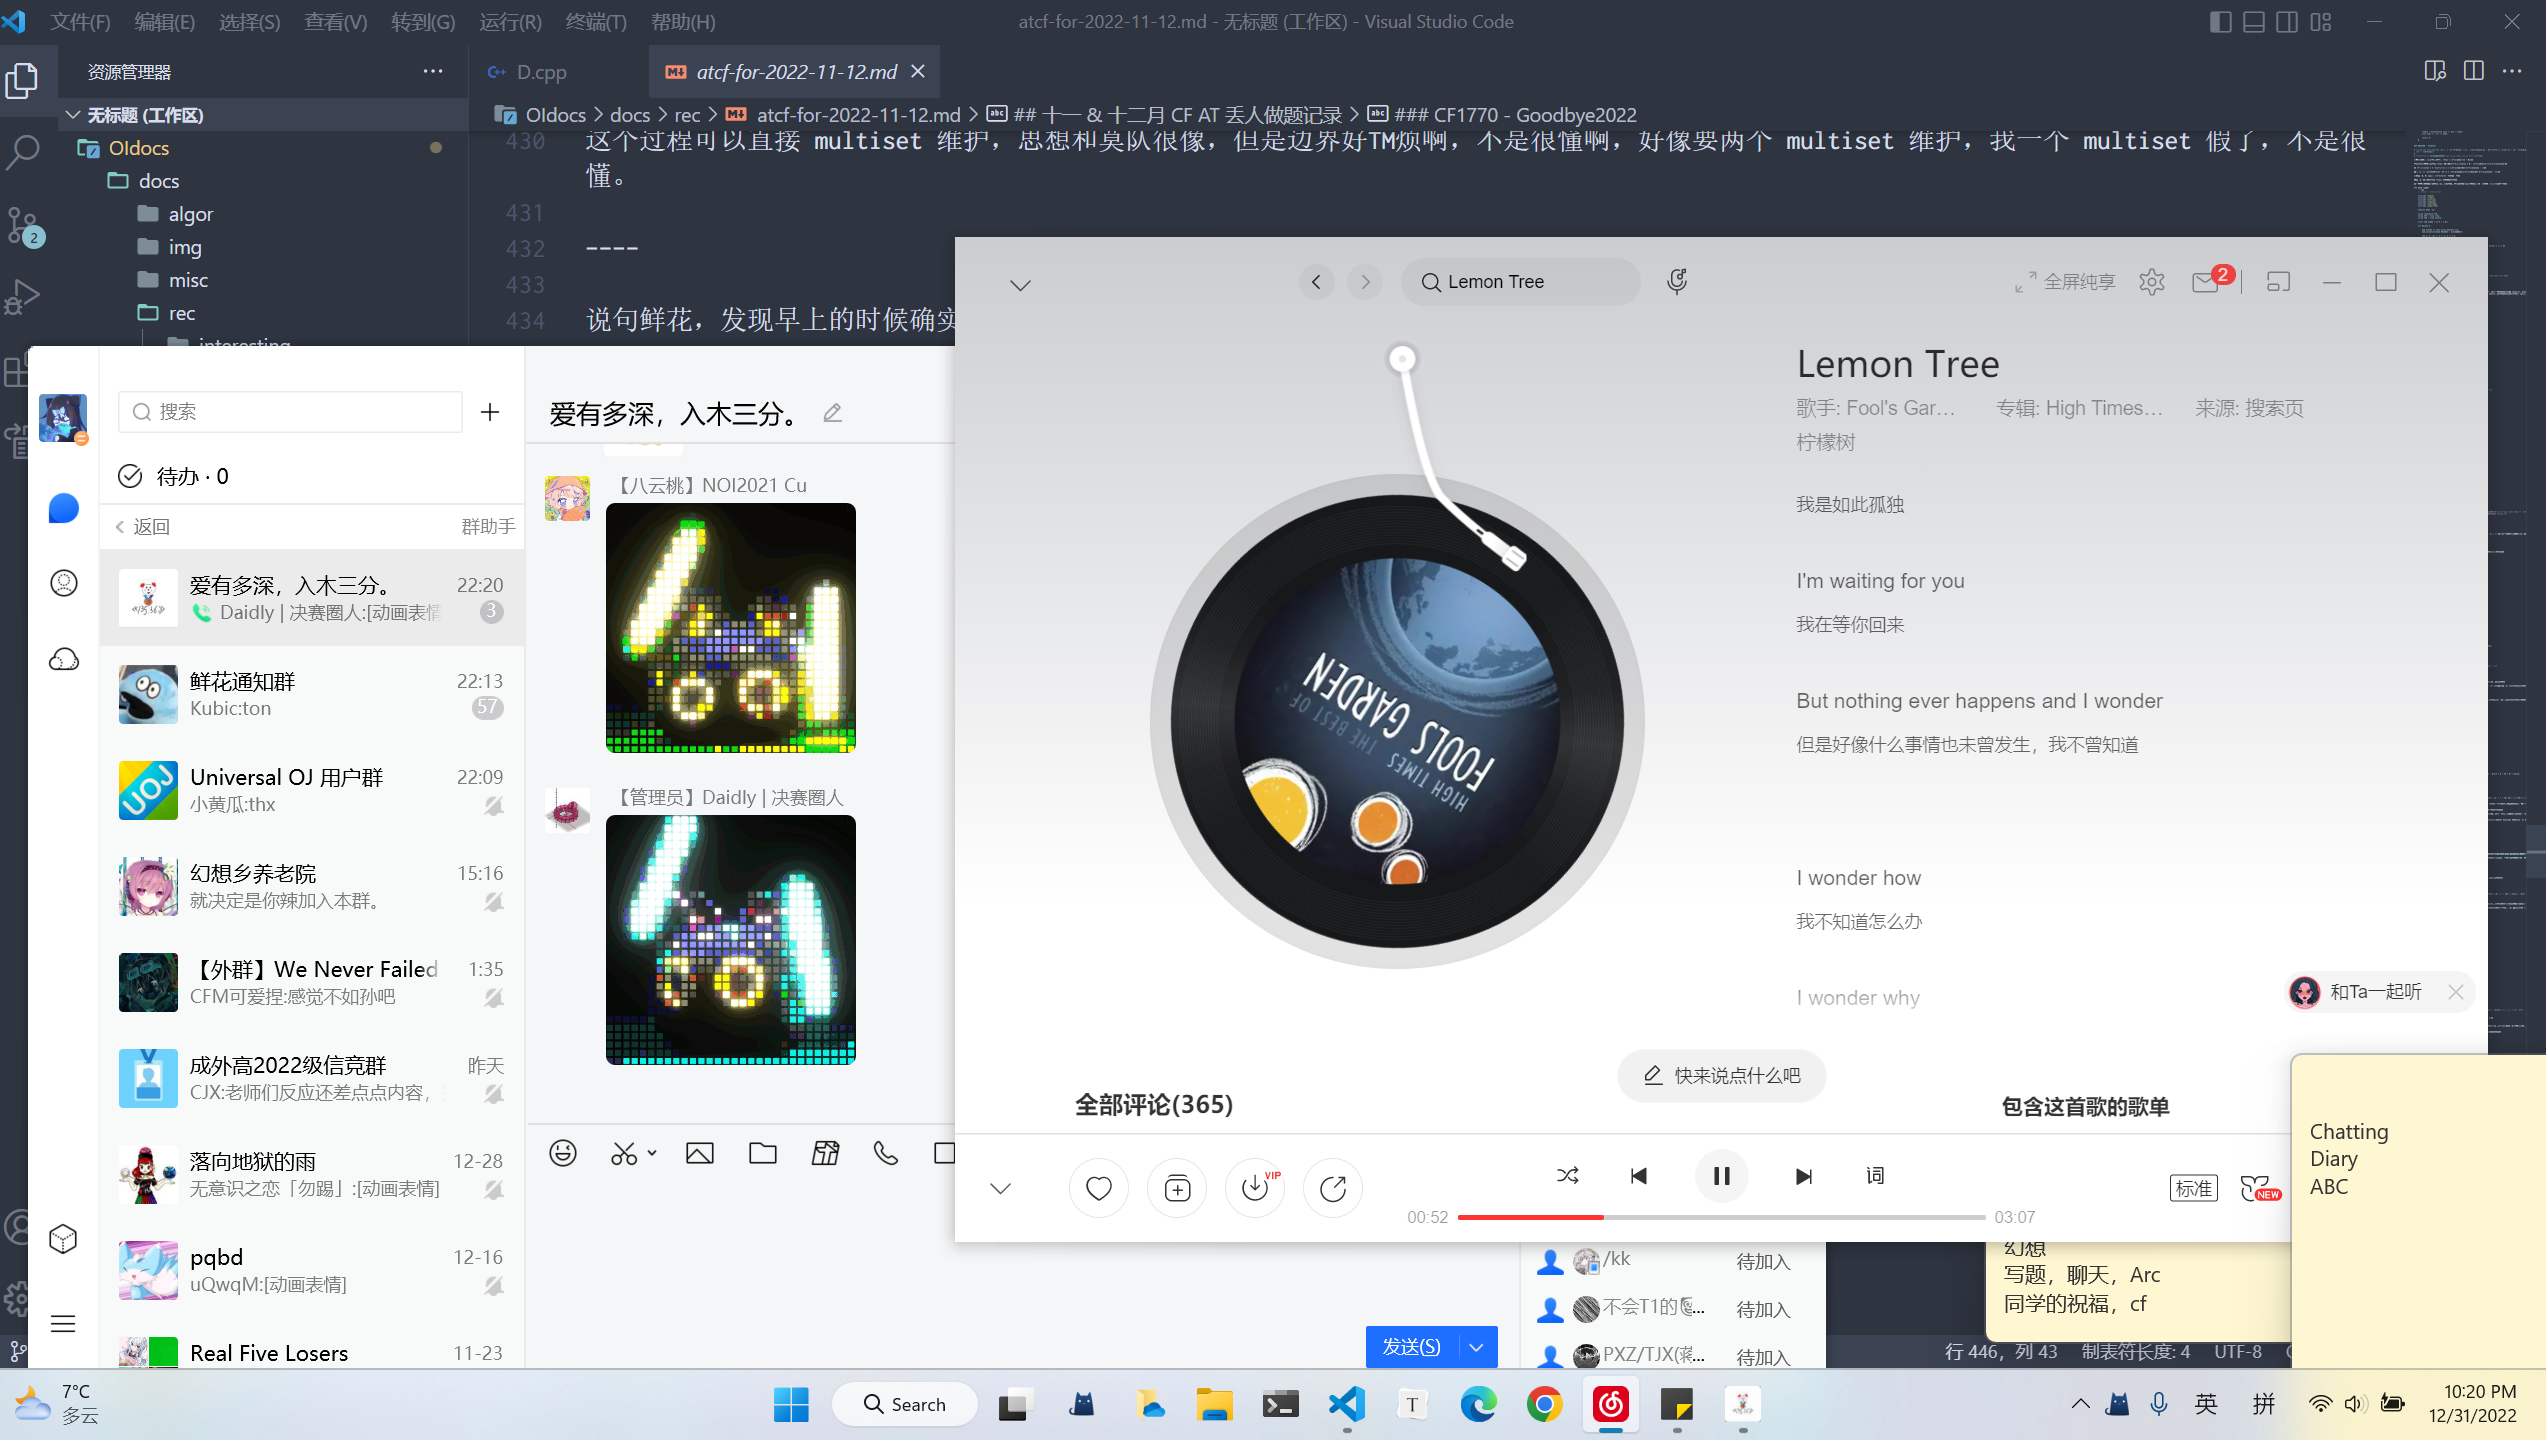 文件(F) 编辑(E) 选择(S) 查看(V) 转到(G) 运行(R) 终端(T) 帮助(H)
atcf-for-2022-11-12.md - 无标题 (工作区) - Visual Studio Code
资源管理器
D.cpp
atcf-for-2022-11-12.md
无标题 (工作区)
OIdocs > docs > rec > atcf-for-2022-11-12.md > ## 十一 & 十二月 CF AT 丢人做题记录 > ### CF1770 - Goodbye2022
OIdocs
docs
algor
img
misc
rec
interesting
2
430 这个过程可以直接 multiset 维护，思想和莫队很像，但是边界好TM烦啊，不是很懂啊，好像要两个 multiset 维护，我一个 multiset 假了，不是很
懂。
431
432 ----
433
434 说句鲜花，发现早上的时候确实
搜索
待办 · 0
返回 群助手
爱有多深，入木三分。 22:20
Daidly | 决赛圈人:[动画表情 3
鲜花通知群 22:13
Kubic:ton 57
Universal OJ 用户群 22:09
小黄瓜:thx
UOJ
幻想乡养老院 15:16
就决定是你辣加入本群。
【外群】We Never Failed 1:35
CFM可爱捏:感觉不如孙吧
成外高2022级信竞群 昨天
CJX:老师们反应还差点点内容，
落向地狱的雨 12-28
无意识之恋「勿踢」:[动画表情]
pqbd 12-16
uQwqM:[动画表情]
Real Five Losers 11-23
爱有多深，入木三分。
【八云桃】NOI2021 Cu
【管理员】Daidly | 决赛圈人
发送(S)
/kk 待加入
不会T1的 ... 待加入
PXZ/TJX(蒋... 待加入
Lemon Tree
全屏纯享
2
Lemon Tree
歌手: Fool's Gar... 专辑: High Times... 来源: 搜索页
柠檬树
我是如此孤独
I'm waiting for you
我在等你回来
But nothing ever happens and I wonder
但是好像什么事情也未曾发生，我不曾知道
I wonder how
我不知道怎么办
I wonder why
FOOLS GARDEN
HIGH TIMES THE BEST OF
和Ta一起听
快来说点什么吧
全部评论(365)
包含这首歌的歌单
VIP
词
标准
NEW
00:52 03:07
Chatting
Diary
ABC
幻想
写题，聊天，Arc
同学的祝福，cf
行 446，列 43 制表符长度: 4 UTF-8
7°C
多云
Search
T
英 拼
10:20 PM
12/31/2022